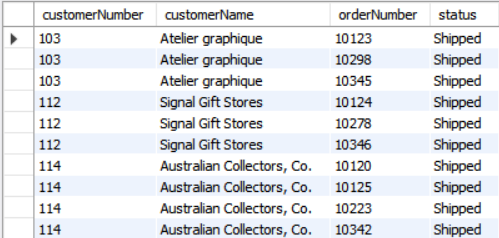 customerNumber customerName orderNumber status
103 Atelier graphique 10123 Shipped
103 Atelier graphique 10298 Shipped
103 Atelier graphique 10345 Shipped
112 Signal Gift Stores 10124 Shipped
112 Signal Gift Stores 10278 Shipped
112 Signal Gift Stores 10346 Shipped
114 Australian Collectors, Co. 10120 Shipped
114 Australian Collectors, Co. 10125 Shipped
114 Australian Collectors, Co. 10223 Shipped
114 Australian Collectors, Co. 10342 Shipped